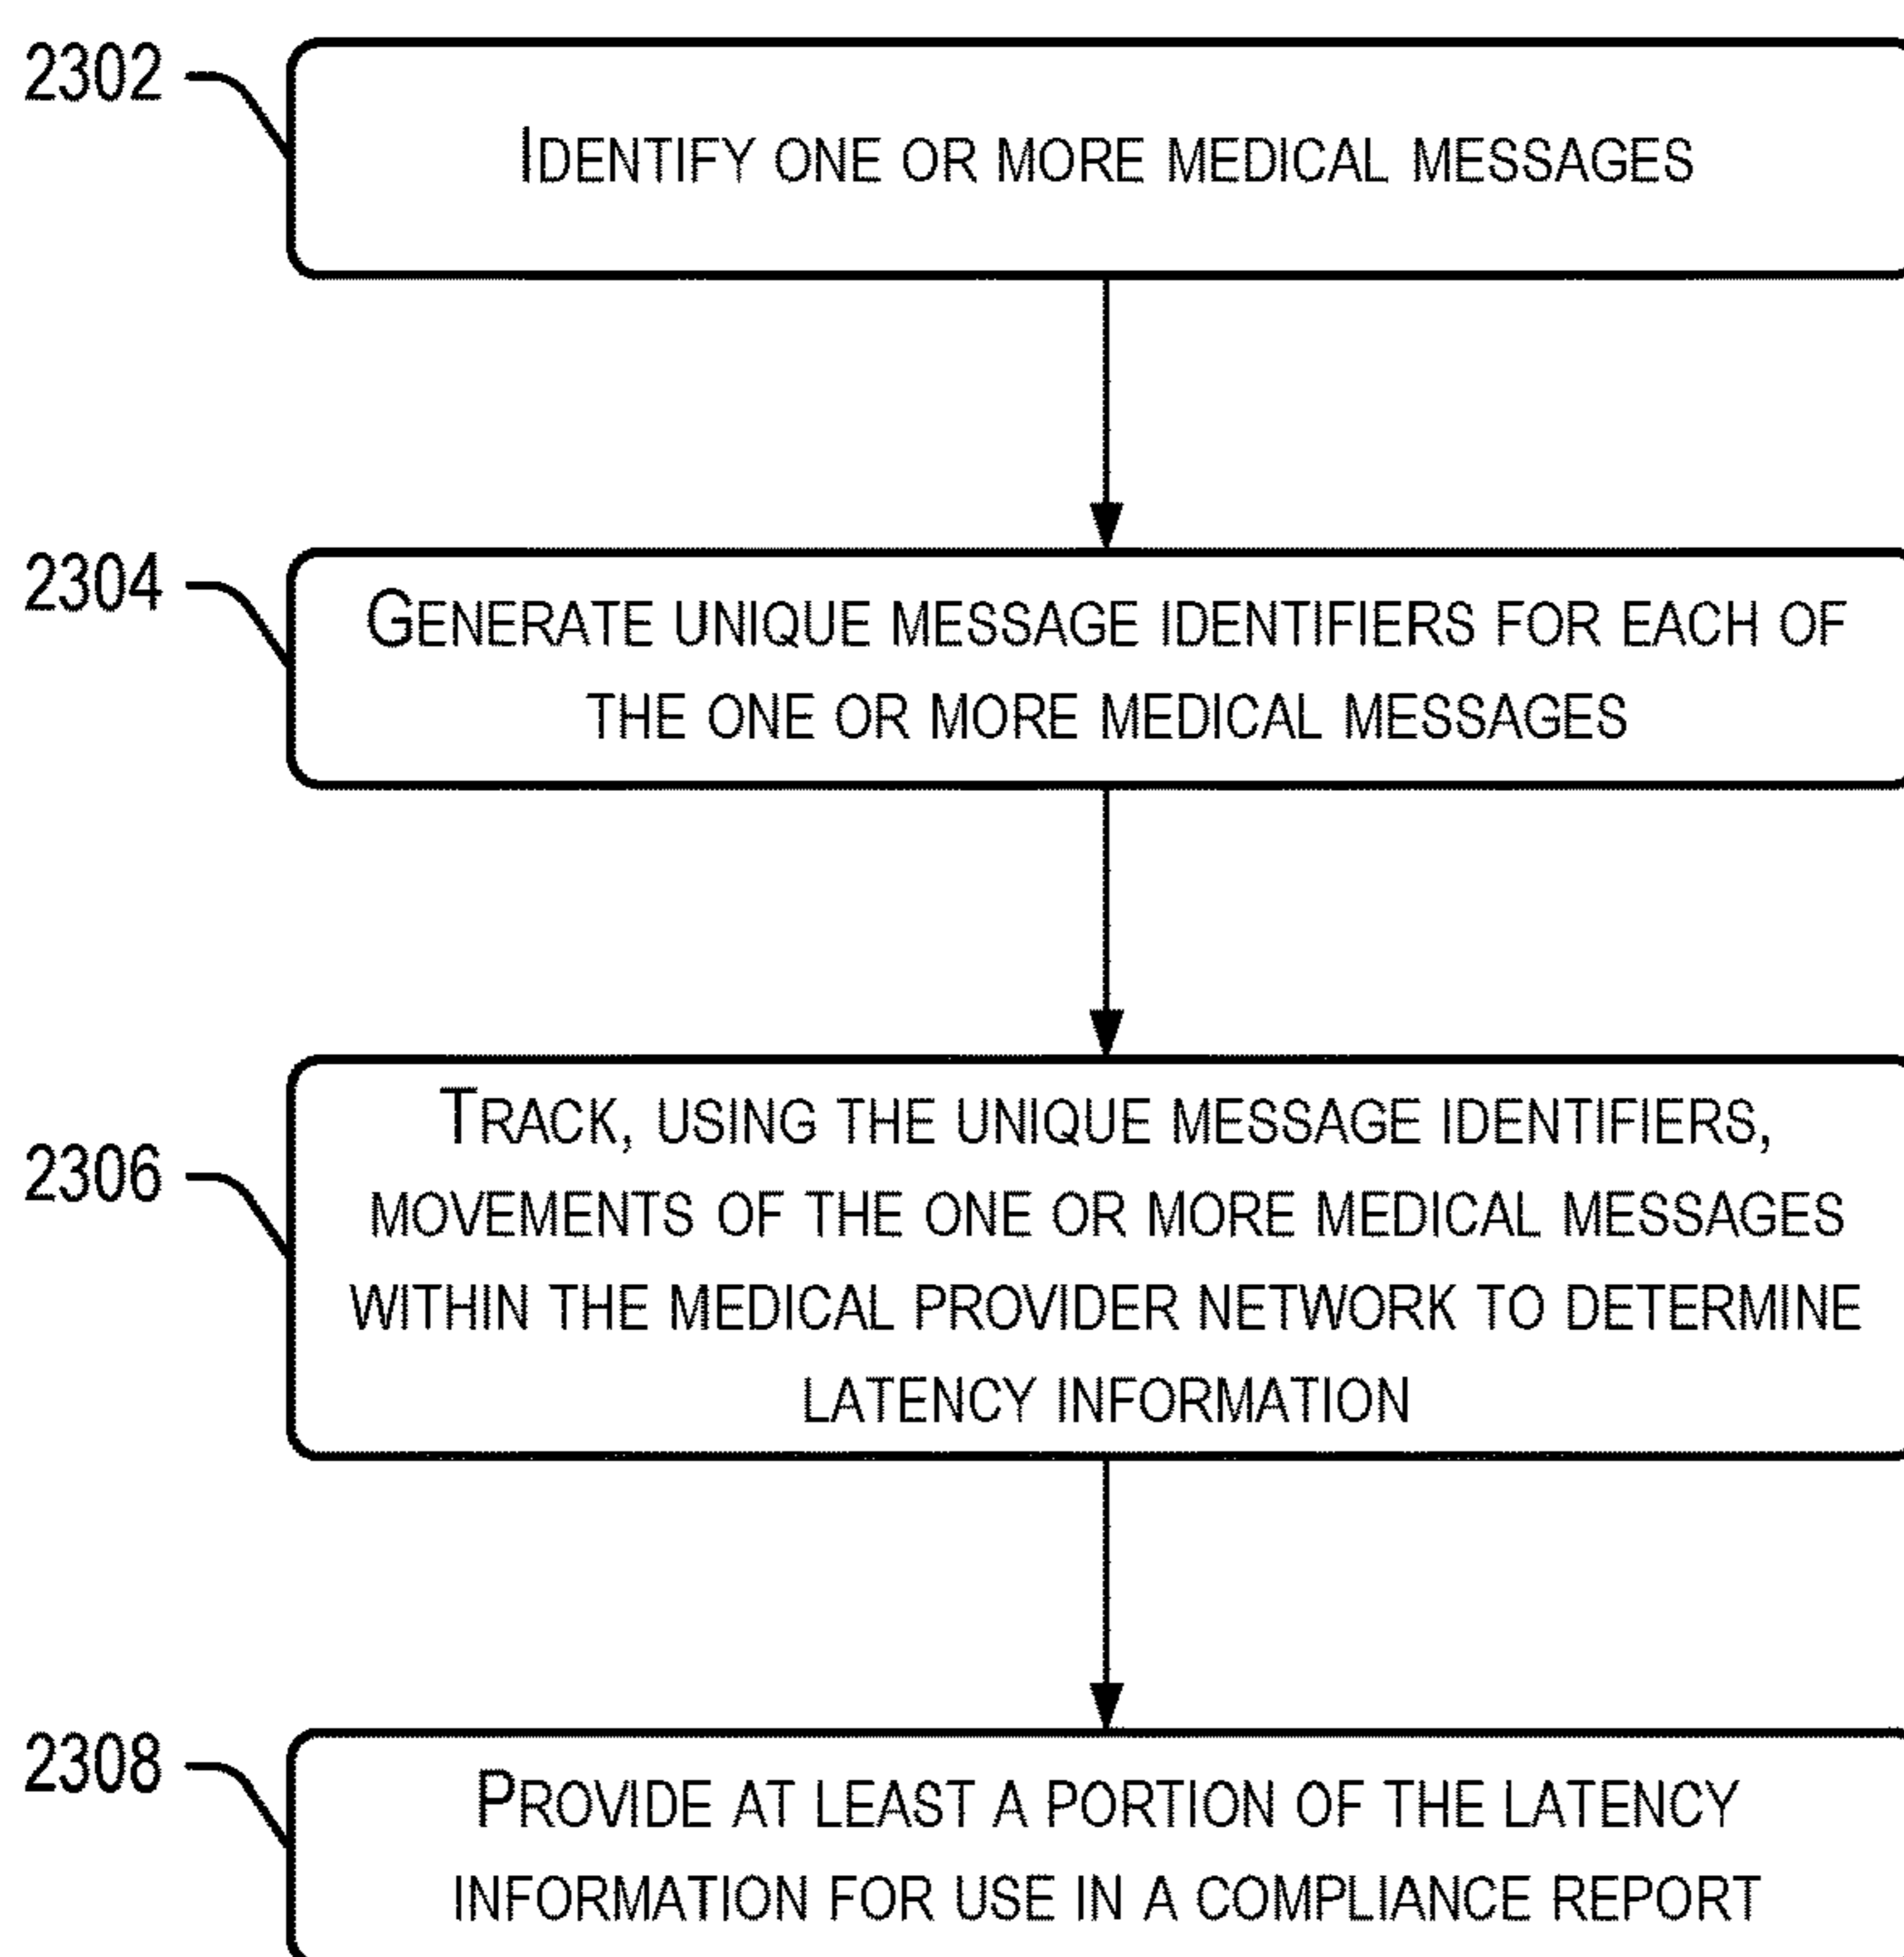 2302
IDENTIFY ONE OR MORE MEDICAL MESSAGES
2304
GENERATE UNIQUE MESSAGE IDENTIFIERS FOR EACH OF
THE ONE OR MORE MEDICAL MESSAGES
2306
TRACK, USING THE UNIQUE MESSAGE IDENTIFIERS,
MOVEMENTS OF THE ONE OR MORE MEDICAL MESSAGES
WITHIN THE MEDICAL PROVIDER NETWORK TO DETERMINE
LATENCY INFORMATION
2308
PROVIDE AT LEAST A PORTION OF THE LATENCY
INFORMATION FOR USE IN A COMPLIANCE REPORT